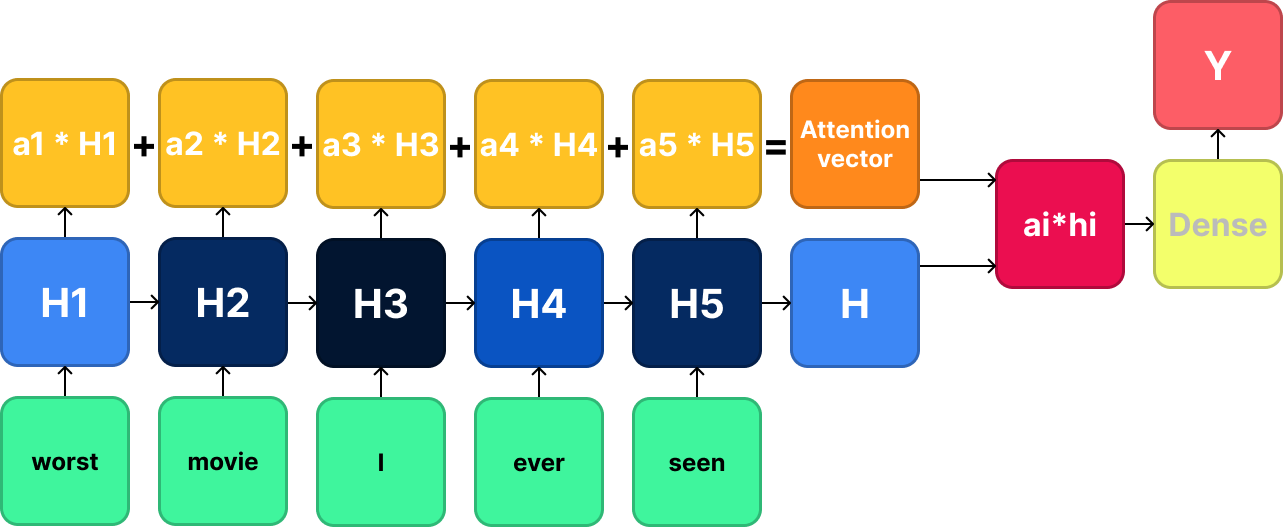 Y
a1 * H1 + a2 * H2 + a3 * H3 + a4 * H4 + a5 * H5 = Attention
vector
ai*hi
Dense
H1
H2
H3
H4
H5
H
worst
movie
I
ever
seen